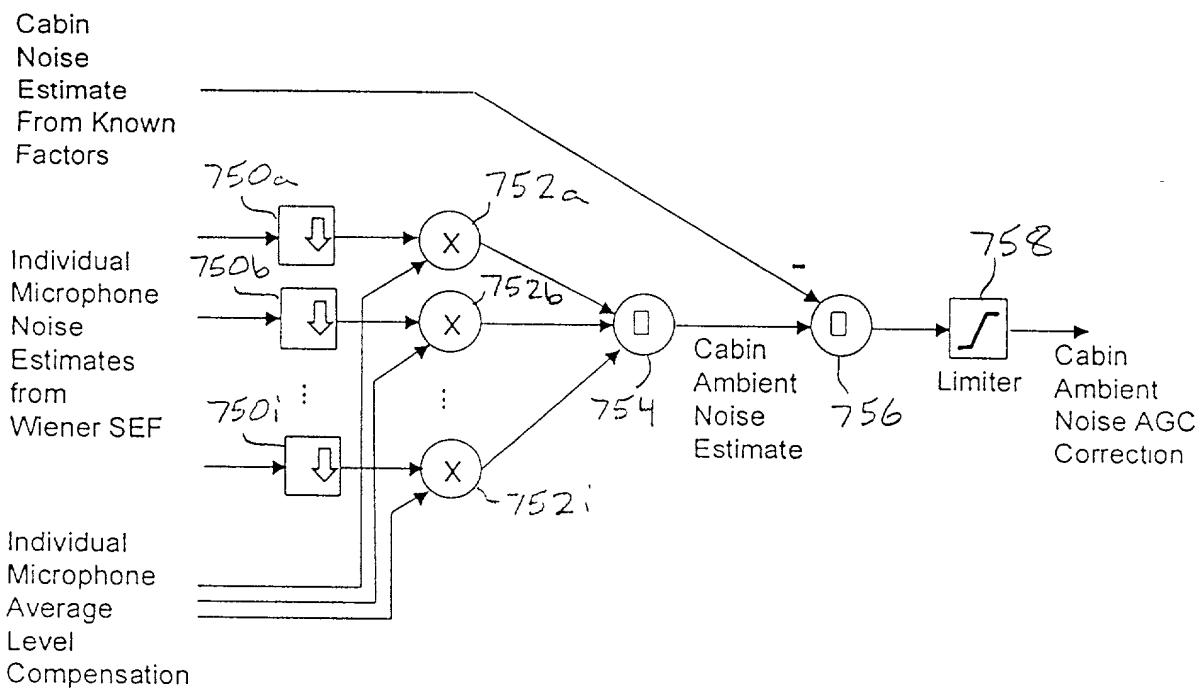 Cabin
Noise
Estimate
From Known
Factors
750a
752a
758
-
Individual
Microphone
Noise
Estimates
from
Wiener SEF
750b
752b
X
X
...
...
750i
X
752i
754
Cabin
Ambient
Noise
Estimate
756
Limiter
Cabin
Ambient
Noise AGC
Correction
Individual
Microphone
Average
Level
Compensation